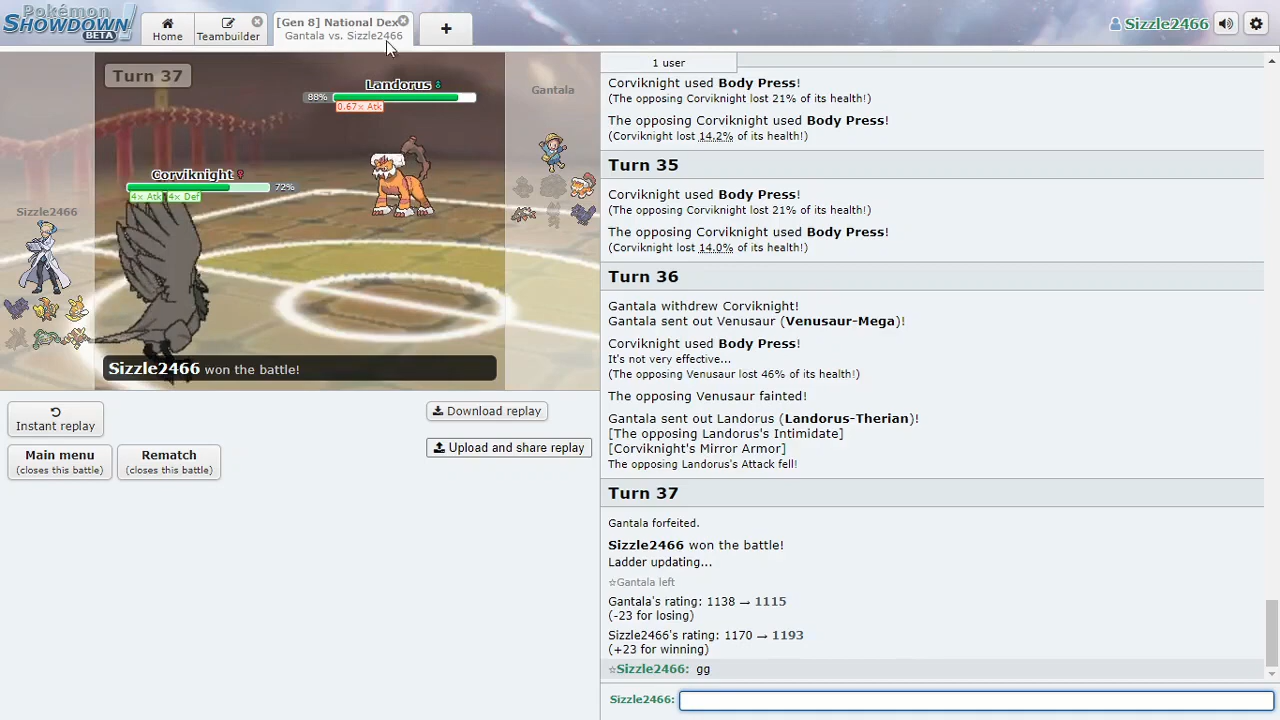 Pokémon
SHOWDOWN
BETA
Home
Teambuilder
[Gen 8] National Dex
Gantala vs. Sizzle2466
+
Sizzle2466
Turn 37
Landorus
88%
0.67× Atk
Gantala
Corviknight
72%
4× Atk 4× Def
Sizzle2466
Sizzle2466 won the battle!
Instant replay
Download replay
Upload and share replay
Main menu
(closes this battle)
Rematch
(closes this battle)
1 user
Corviknight used Body Press!
(The opposing Corviknight lost 21% of its health!)
The opposing Corviknight used Body Press!
(Corviknight lost 14.2% of its health!)
Turn 35
Corviknight used Body Press!
(The opposing Corviknight lost 21% of its health!)
The opposing Corviknight used Body Press!
(Corviknight lost 14.0% of its health!)
Turn 36
Gantala withdrew Corviknight!
Gantala sent out Venusaur (Venusaur-Mega)!
Corviknight used Body Press!
It's not very effective...
(The opposing Venusaur lost 46% of its health!)
The opposing Venusaur fainted!
Gantala sent out Landorus (Landorus-Therian)!
[The opposing Landorus's Intimidate]
[Corviknight's Mirror Armor]
The opposing Landorus's Attack fell!
Turn 37
Gantala forfeited.
Sizzle2466 won the battle!
Ladder updating...
☆Gantala left
Gantala's rating: 1138 → 1115
(-23 for losing)
Sizzle2466's rating: 1170 → 1193
(+23 for winning)
☆Sizzle2466: gg
Sizzle2466: